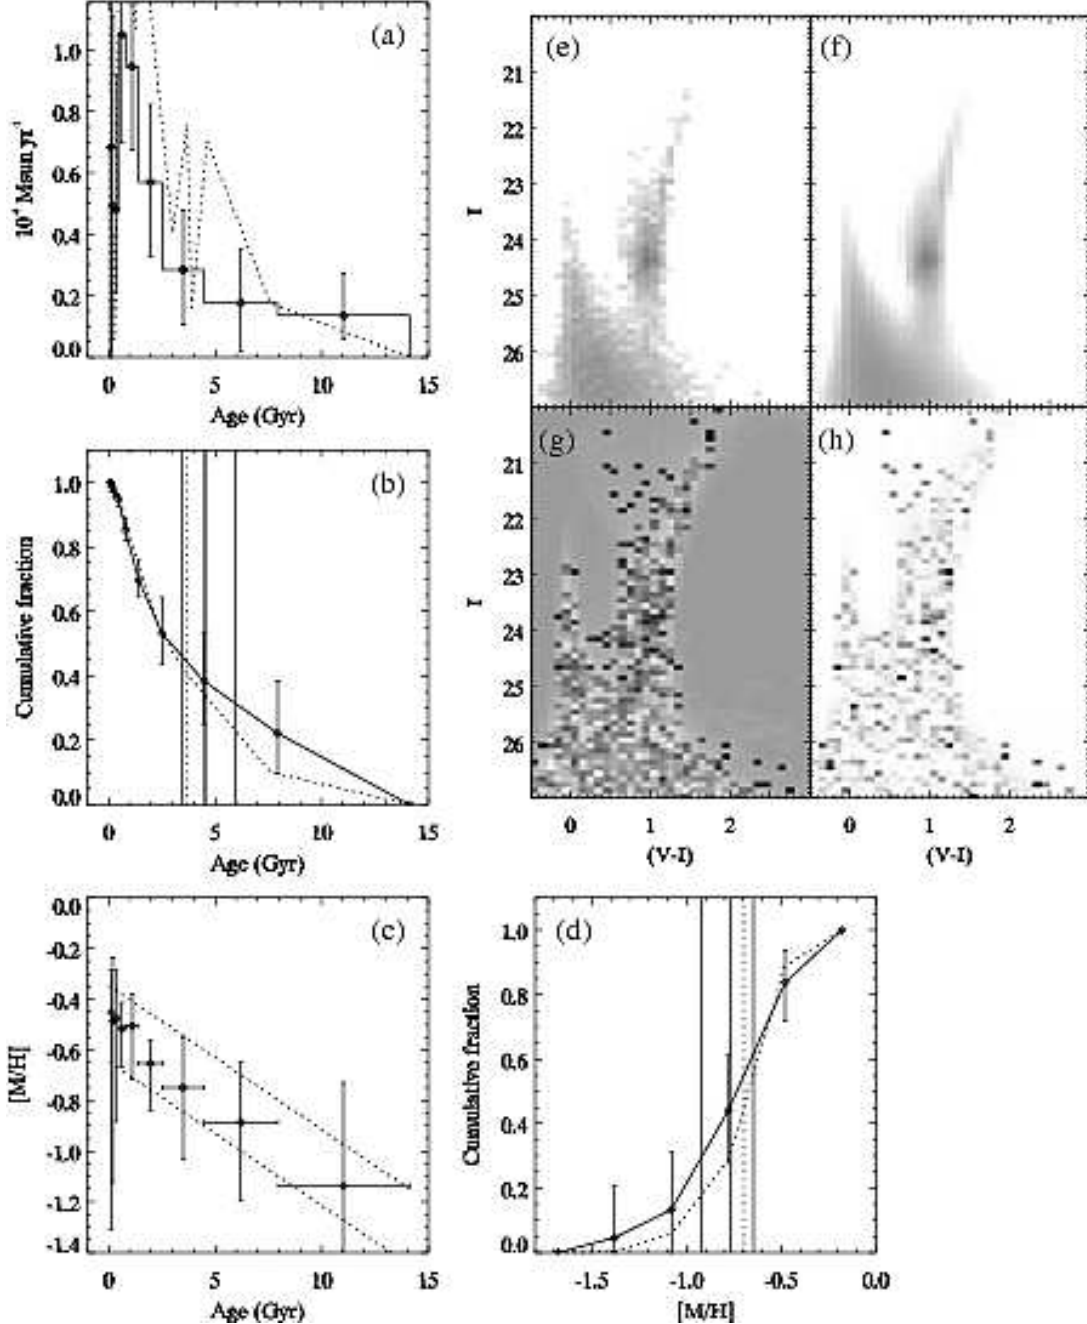 (a)
1.0
0.8
0.6
0.4
0.2
0.0
10⁻⁴ Msun yr⁻¹
0 5 10 15
Age (Gyr)
(b)
1.0
0.8
0.6
0.4
0.2
0.0
Cumulative fraction
0 5 10 15
Age (Gyr)
(c)
0.0
-0.2
-0.4
-0.6
-0.8
-1.0
-1.2
-1.4
[M/H]
0 5 10 15
Age (Gyr)
(e)
(f)
21
22
23
24
25
26
I
(g)
(h)
21
22
23
24
25
26
I
0 1 2
(V-I)
0 1 2
(V-I)
(d)
1.0
0.8
0.6
0.4
0.2
0.0
Cumulative fraction
-1.5 -1.0 -0.5 0.0
[M/H]